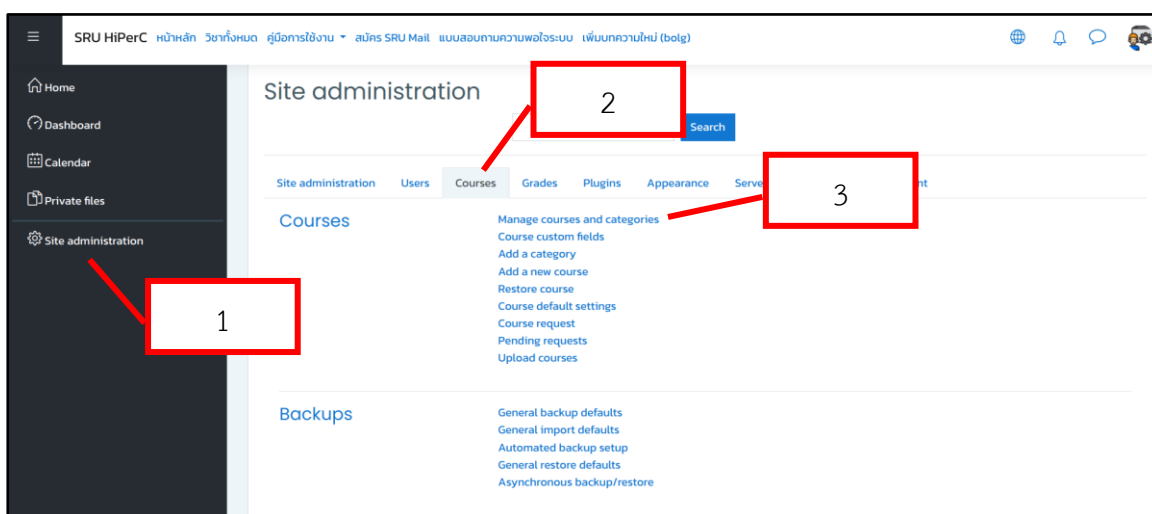 SRU HiPerC หน้าหลัก วิชาทั้งหมด คู่มือการใช้งาน สมัคร SRU Mail แบบสอบถามความพอใจระบบ เพิ่มบทความใหม่ (bolg)
Home
Dashboard
Calendar
Private files
Site administration
Site administration
2
Search
Site administration Users Courses Grades Plugins Appearance Serve nt
3
Courses
Manage courses and categories
Course custom fields
Add a category
Add a new course
Restore course
Course default settings
Course request
Pending requests
Upload courses
1
Backups
General backup defaults
General import defaults
Automated backup setup
General restore defaults
Asynchronous backup/restore